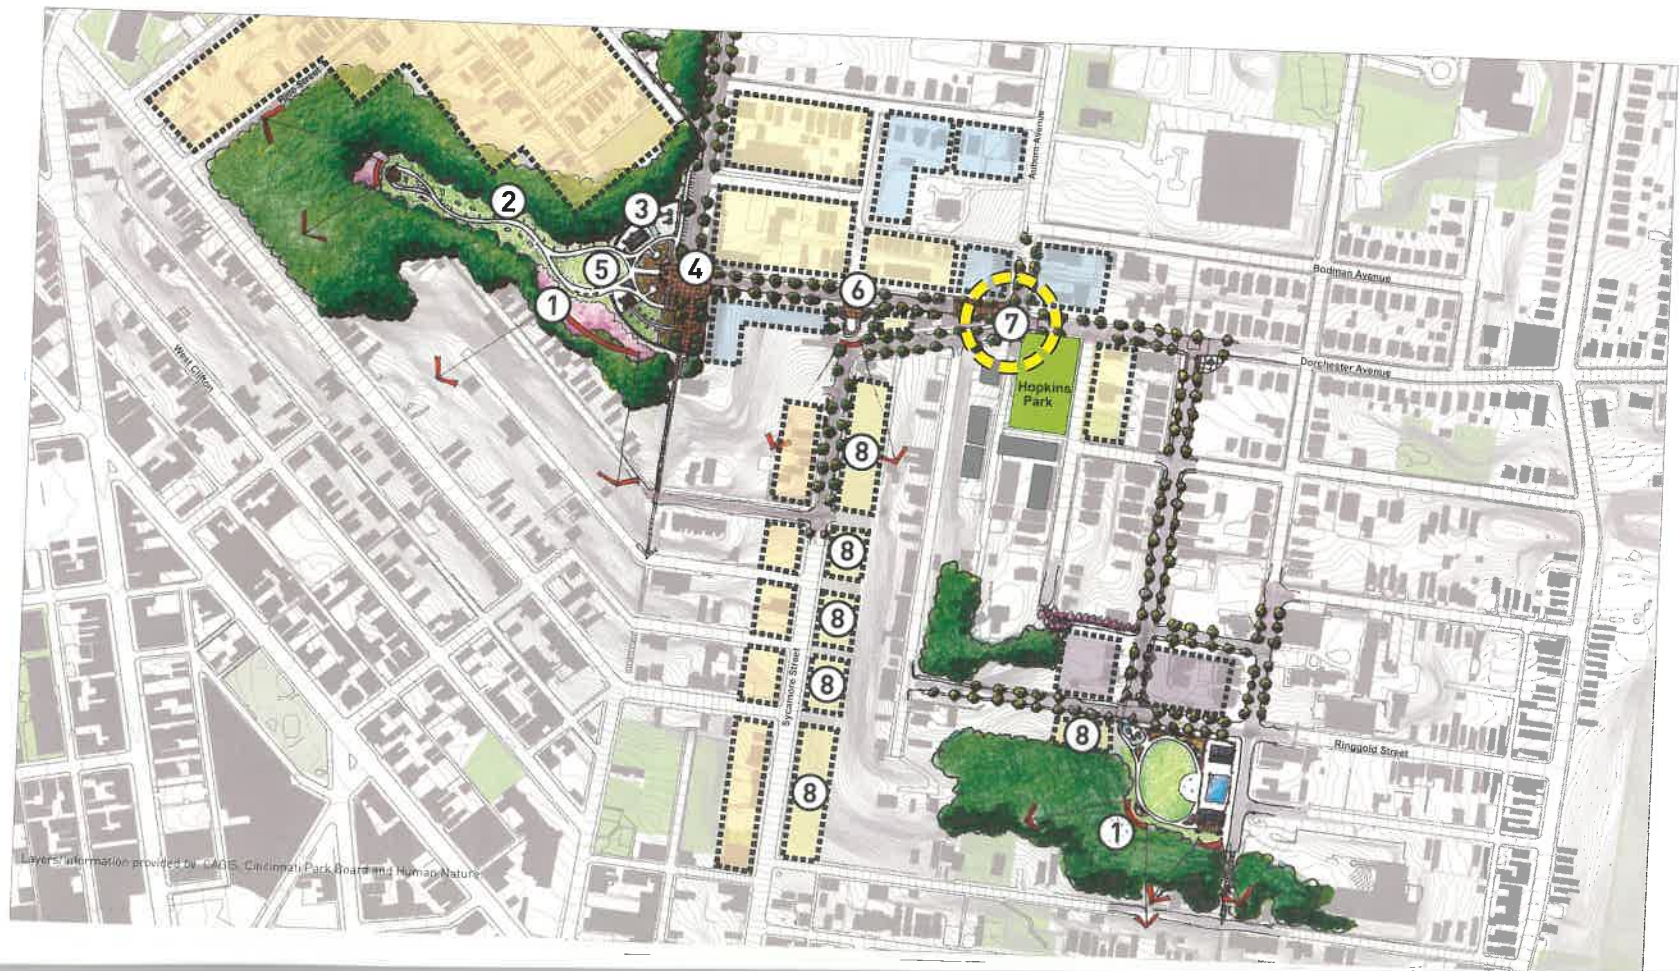 Auburn Avenue
2
3
5
4
1
6
7
Bodman Avenue
Dorchester Avenue
Hopkins
Park
West Clifton
8
8
8
8
Sycamore Street
8
8
Ringgold Street
1
Layers/Information provided by: CAGIS, Cincinnati Park Board and Human Nature